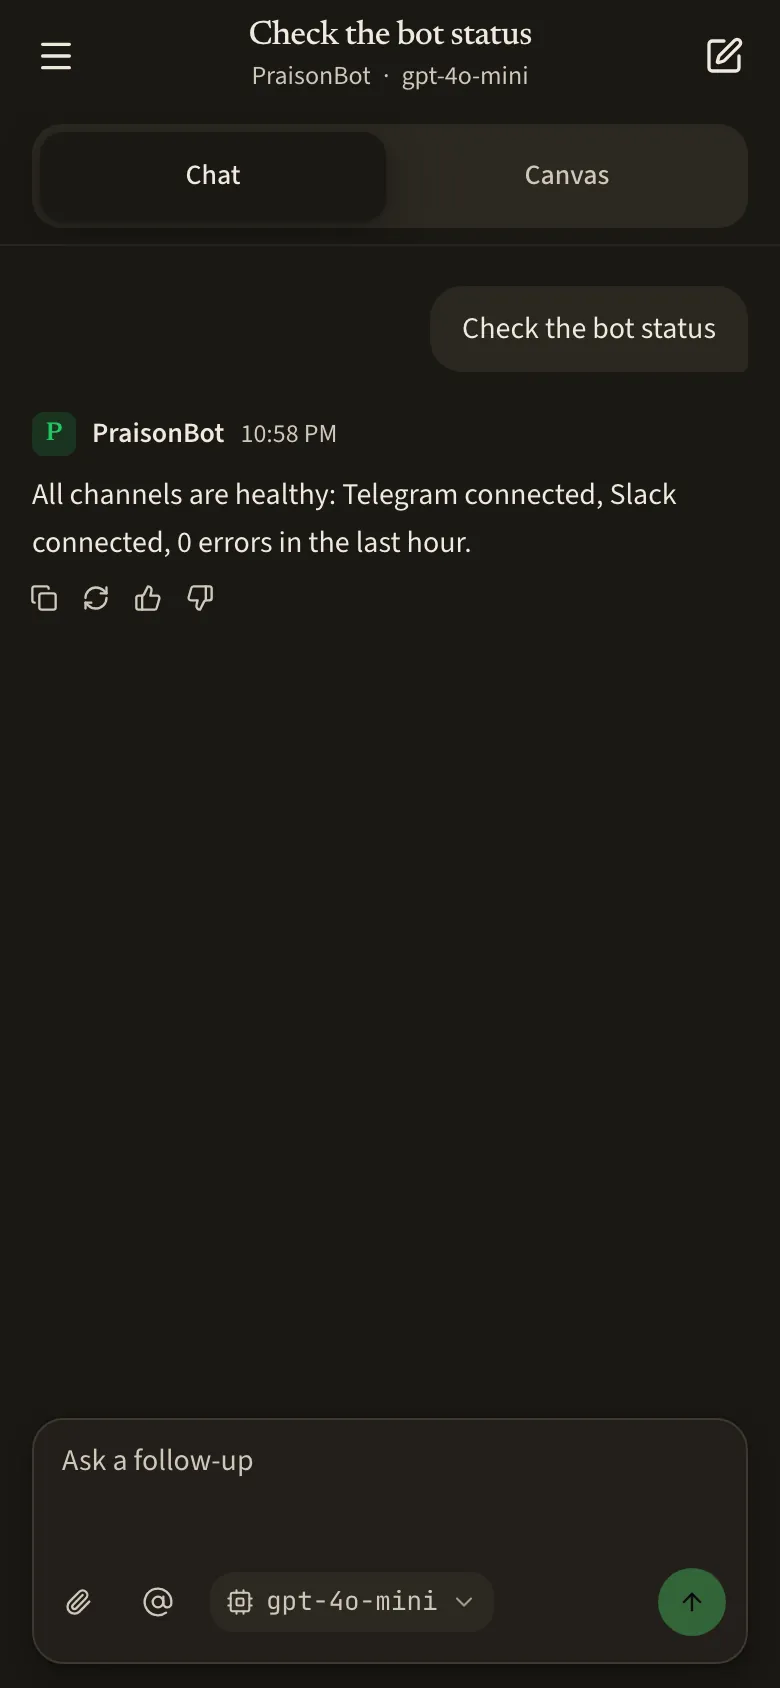 Check the bot status
PraisonBot · gpt-4o-mini
Chat
Canvas
Check the bot status
P
PraisonBot 10:58 PM
All channels are healthy: Telegram connected, Slack
connected, 0 errors in the last hour.
Ask a follow-up
gpt-4o-mini